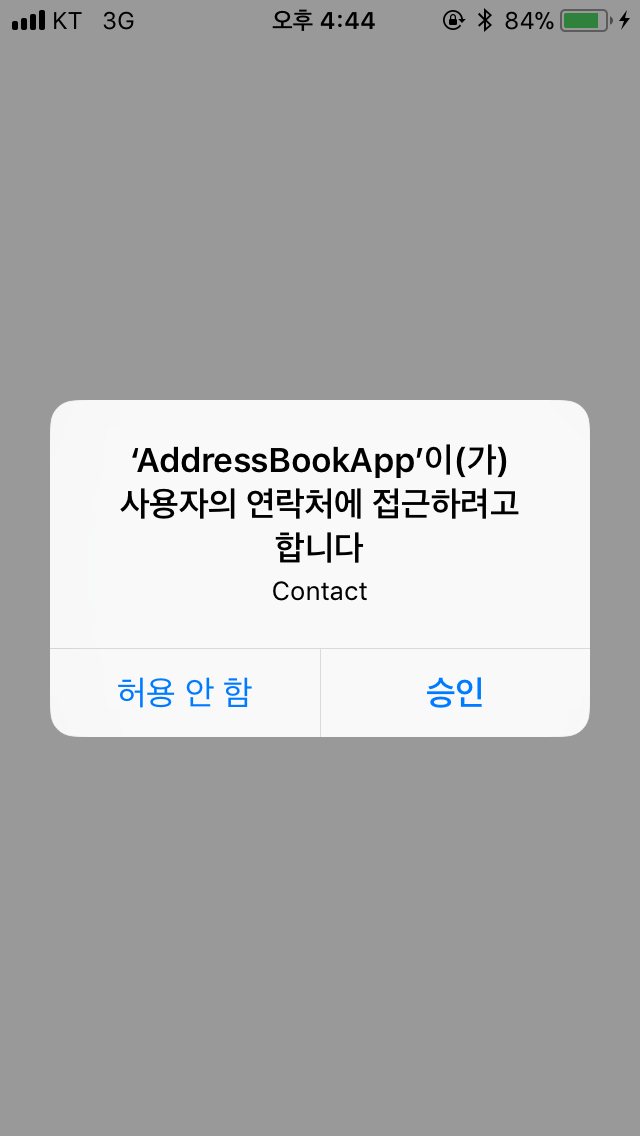 KT 3G 오후 4:44 84%
‘AddressBookApp’이(가)
사용자의 연락처에 접근하려고
합니다
Contact
허용 안 함 승인